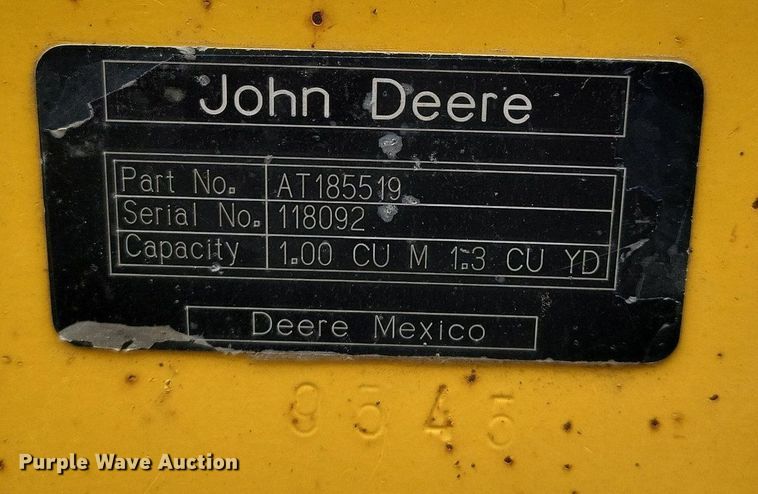 John Deere
Part No. AT185519
Serial No. 118092
Capacity 1.00 CU M 1.3 CU YD
Deere Mexico
9545
Purple Wave Auction